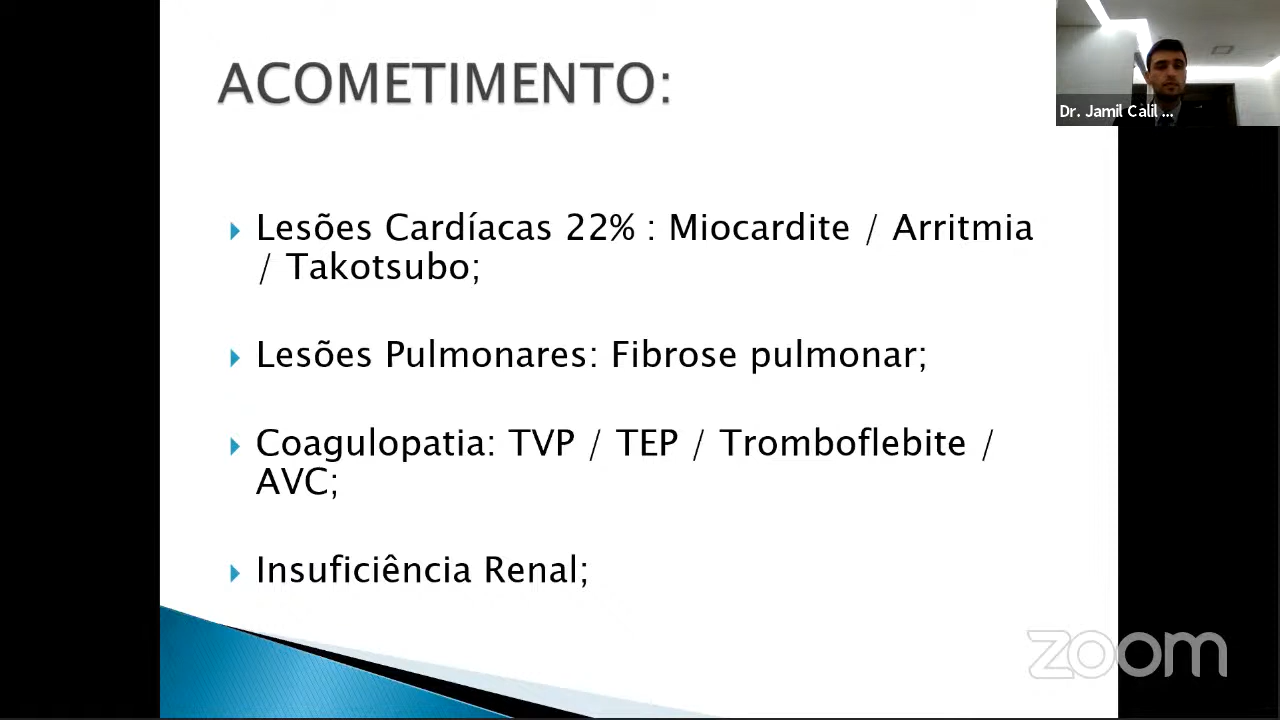 ACOMETIMENTO:
Dr. Jamil Calil ...
Lesões Cardíacas 22% : Miocardite / Arritmia
/ Takotsubo;
Lesões Pulmonares: Fibrose pulmonar;
Coagulopatia: TVP / TEP / Tromboflebite /
AVC;
Insuficiência Renal;
zoom